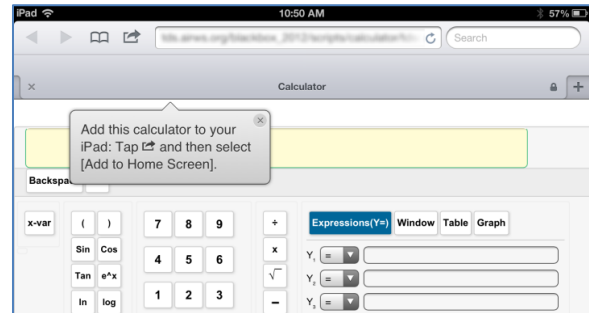 iPad 10:50 AM 57%
Search
Calculator
Add this calculator to your
iPad: Tap and then select
[Add to Home Screen].
x-var ( ) 7 8 9 ÷ Expressions(Y=) Window Table Graph
Sin Cos 4 5 6 x Y₁ =
Tan e^x √ Y₂ =
ln log 1 2 3 − Y₃ =